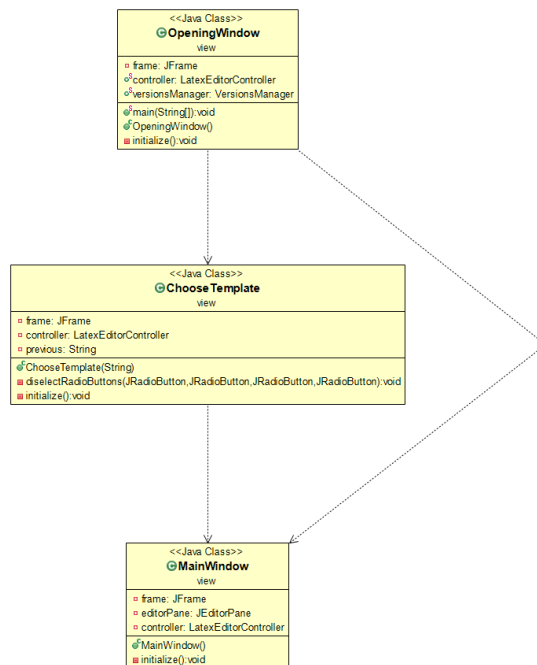 <<Java Class>>
OpeningWindow
view
frame: JFrame
controller: LatexEditorController
versionsManager: VersionsManager
main(String[]):void
OpeningWindow()
initialize():void
<<Java Class>>
ChooseTemplate
view
frame: JFrame
controller: LatexEditorController
previous: String
ChooseTemplate(String)
diselectRadioButtons(JRadioButton,JRadioButton,JRadioButton,JRadioButton):void
initialize():void
<<Java Class>>
MainWindow
view
frame: JFrame
editorPane: JEditorPane
controller: LatexEditorController
MainWindow()
initialize():void